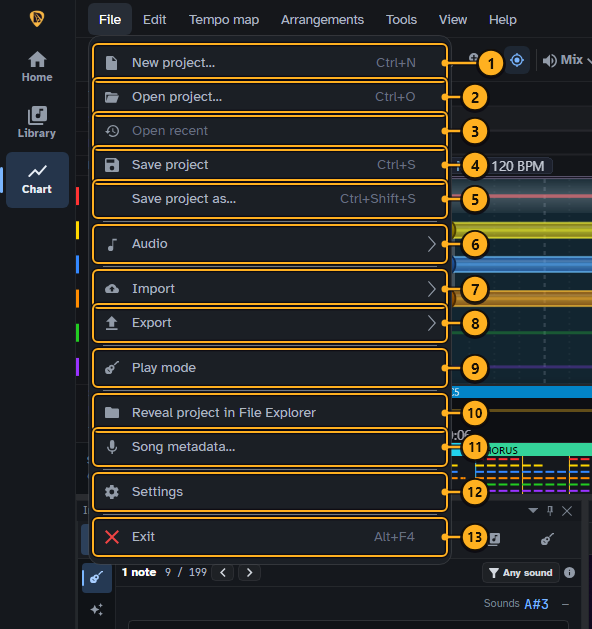 File Edit Tempo map Arrangements Tools View Help
Home
Library
Chart
New project... Ctrl+N 1
Mix
Open project... Ctrl+O 2
Open recent 3
Save project Ctrl+S 4
120 BPM
Save project as... Ctrl+Shift+S 5
Audio 6
Import 7
Export 8
Play mode 9
Reveal project in File Explorer 10
Song metadata... 11
Settings 12
Exit Alt+F4 13
1 note 9 / 199 Any sound
Sounds A#3